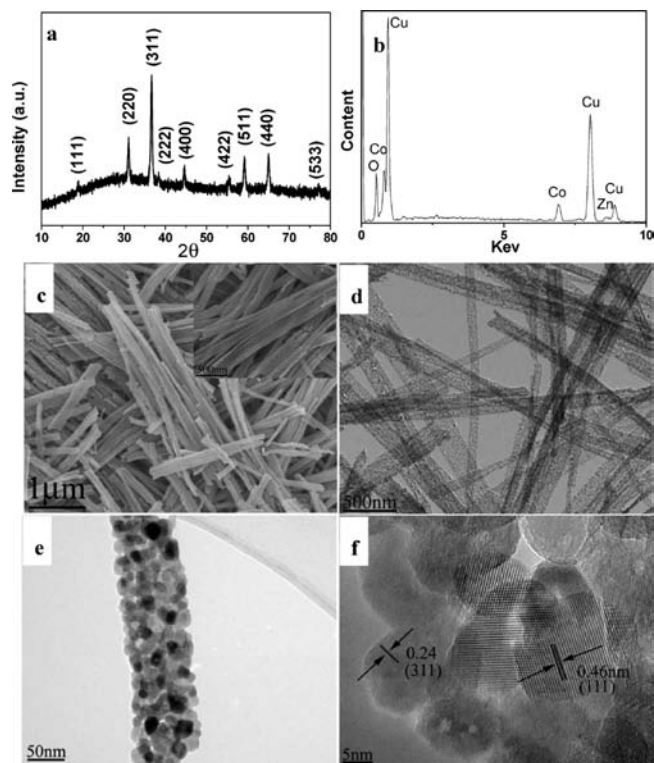 a
Intensity (a.u.)
(111)
(220)
(311)
(222)
(400)
(422)
(511)
(440)
(533)
10 20 30 40 50 60 70 80
2θ
b
Content
Cu
Co
O
Co
Cu
Zn
Cu
0 5 10
Kev
c
500nm
1μm
d
500nm
e
50nm
f
0.24
(311)
0.46nm
(111)
5nm